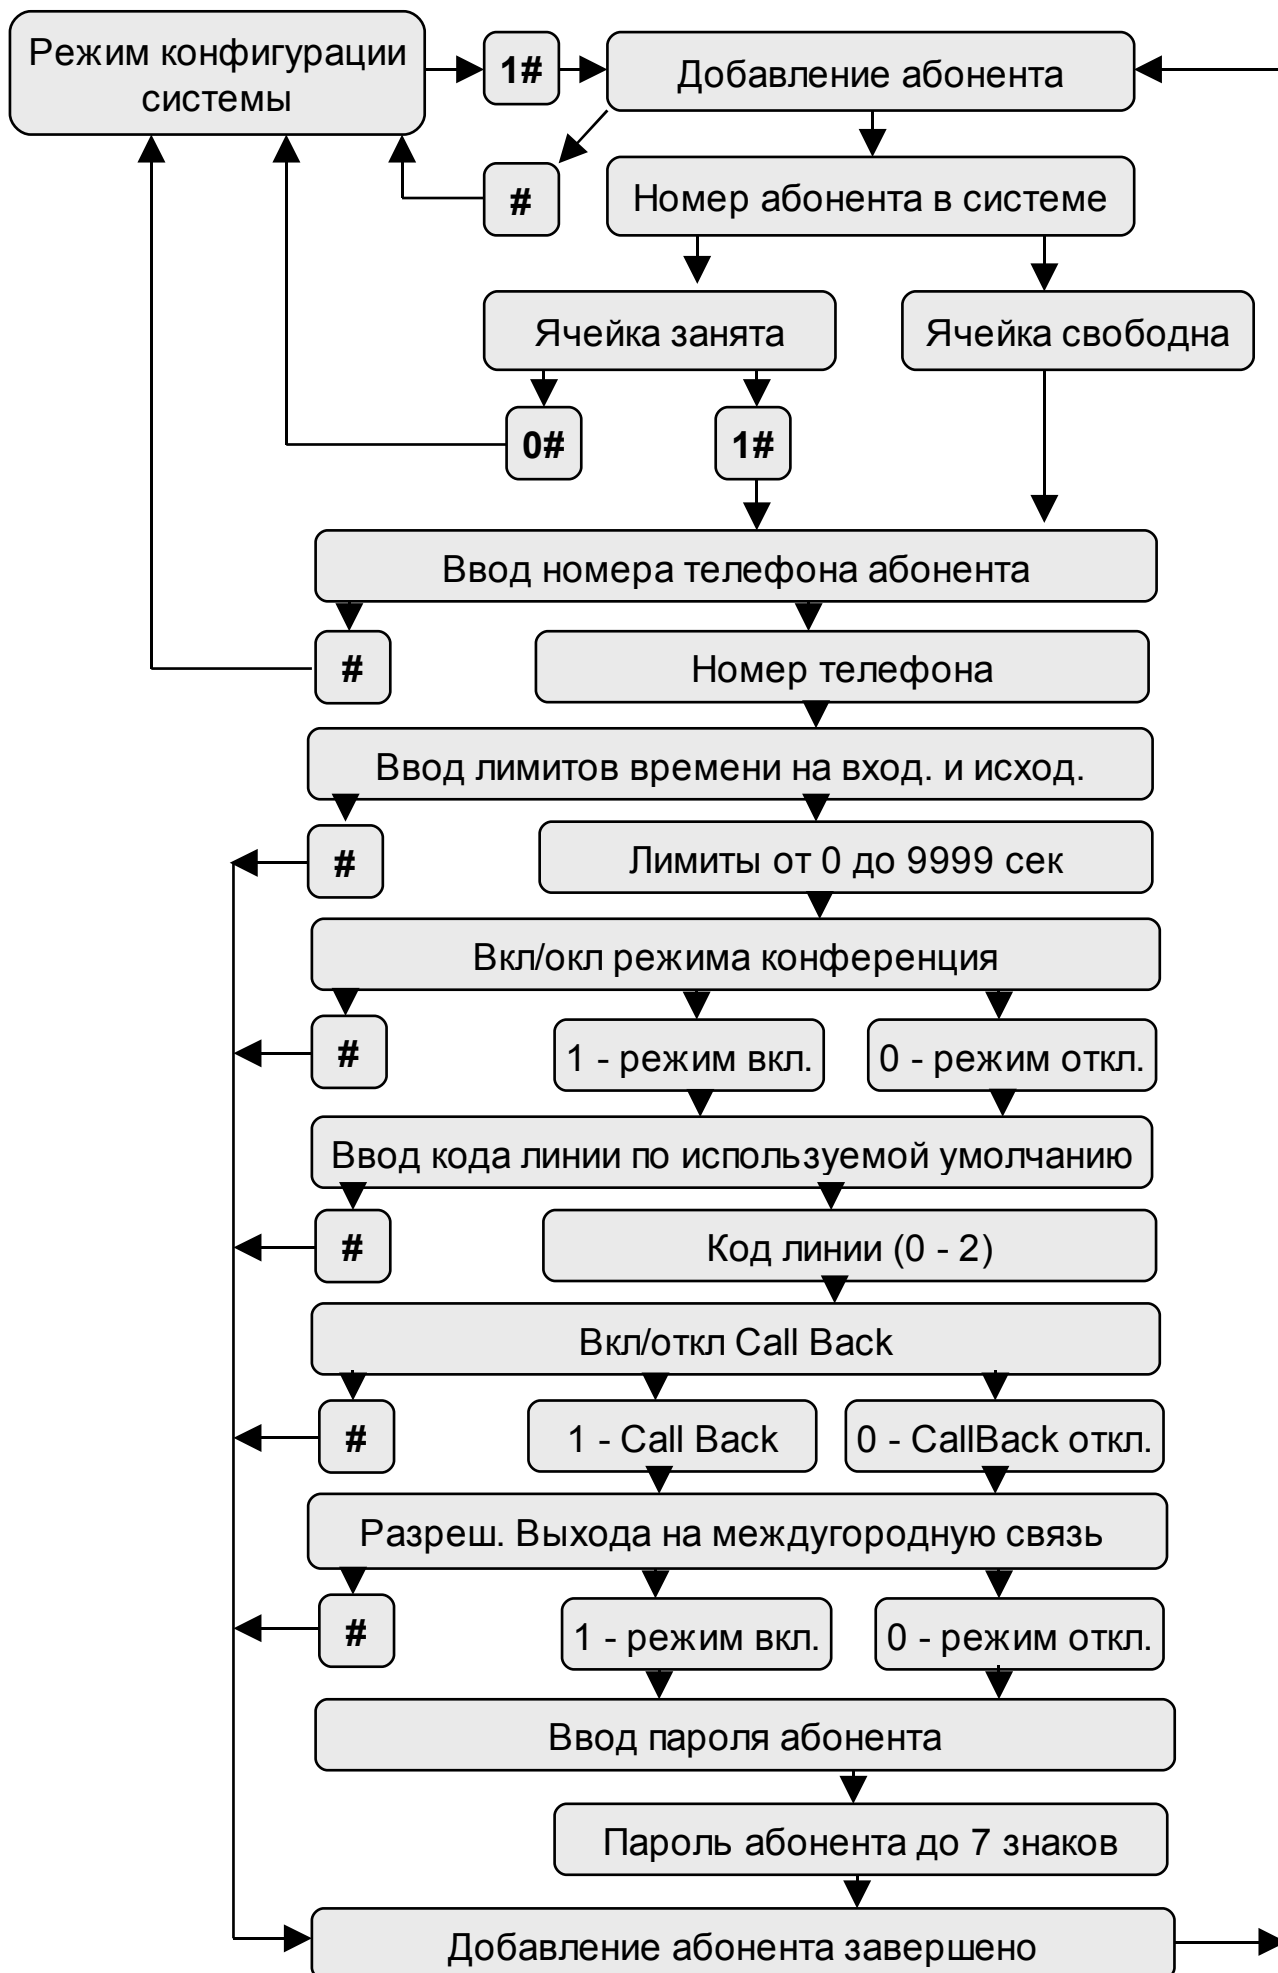 Режим конфигурации
системы
1#
Добавление абонента
#
Номер абонента в системе
Ячейка занята
Ячейка свободна
0#
1#
Ввод номера телефона абонента
#
Номер телефона
Ввод лимитов времени на вход. и исход.
#
Лимиты от 0 до 9999 сек
Вкл/окл режима конференция
#
1 - режим вкл.
0 - режим откл.
Ввод кода линии по используемой умолчанию
#
Код линии (0 - 2)
Вкл/откл Call Back
#
1 - Call Back
0 - CallBack откл.
Разреш. Выхода на междугородную связь
#
1 - режим вкл.
0 - режим откл.
Ввод пароля абонента
Пароль абонента до 7 знаков
Добавление абонента завершено